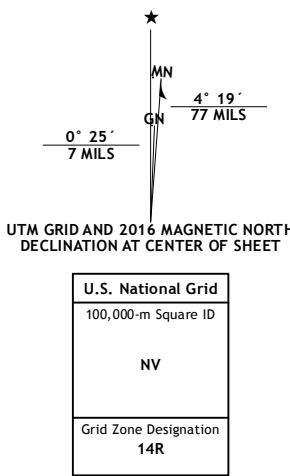 ★
MN
GN
4° 19´
77 MILS
0° 25´
7 MILS
UTM GRID AND 2016 MAGNETIC NORTH
DECLINATION AT CENTER OF SHEET
U.S. National Grid
100,000-m Square ID
NV
Grid Zone Designation
14R